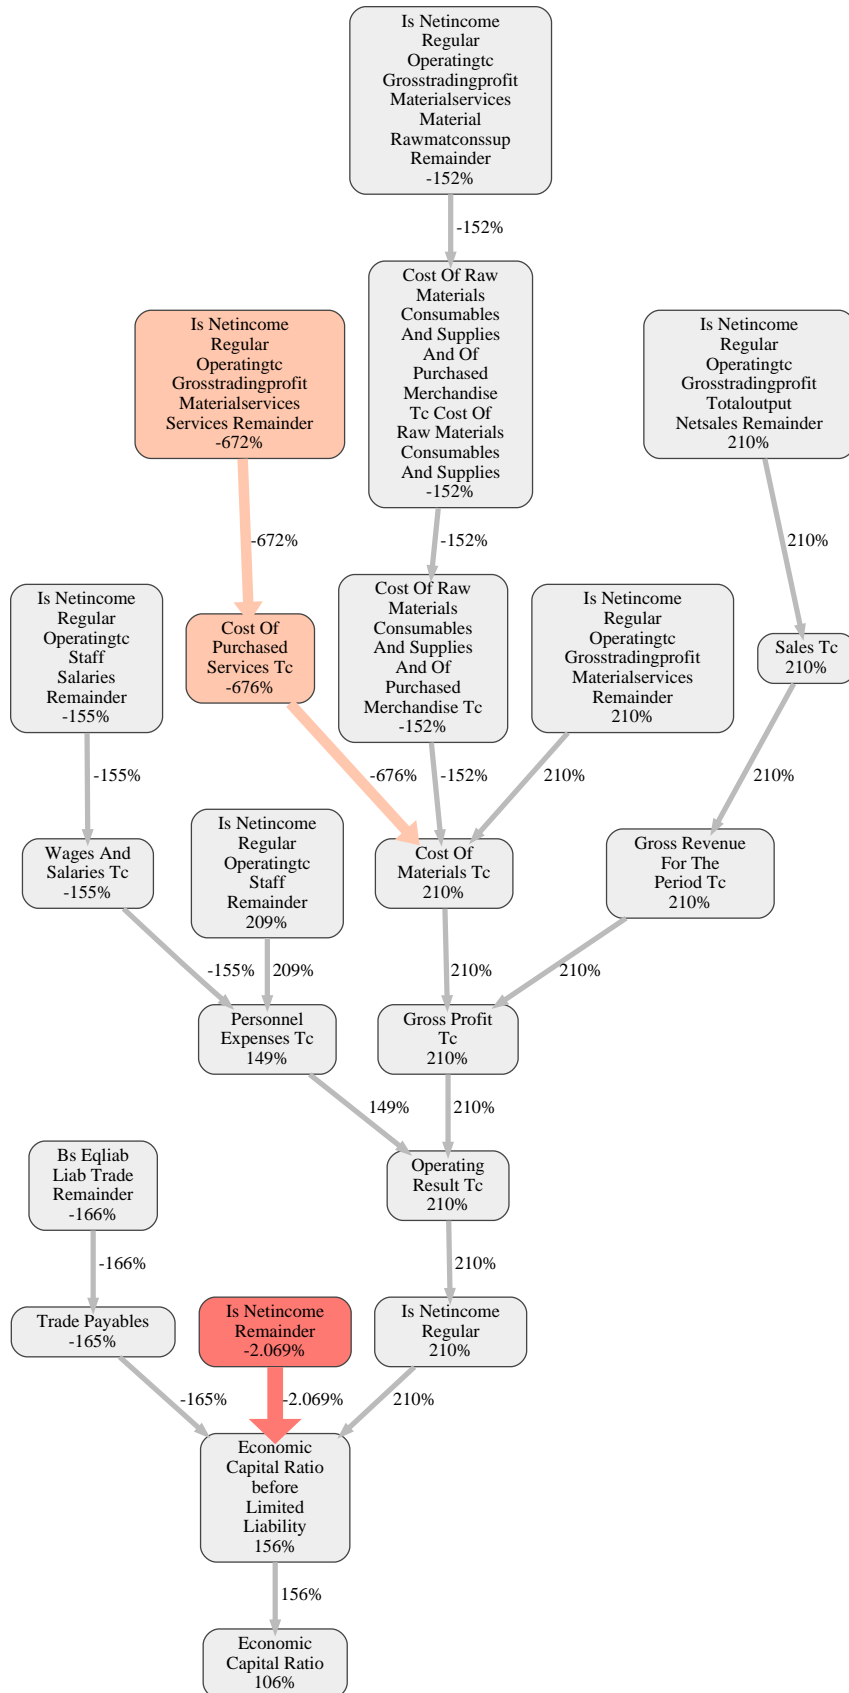 Is Netincome
Regular
Operatingtc
Grosstradingprofit
Materialservices
Material
Rawmatconssup
Remainder
-152%
-152%
Cost Of Raw
Materials
Consumables
And Supplies
And Of
Purchased
Merchandise
Tc Cost Of
Raw Materials
Consumables
And Supplies
-152%
Is Netincome
Regular
Operatingtc
Grosstradingprofit
Materialservices
Services Remainder
-672%
Is Netincome
Regular
Operatingtc
Grosstradingprofit
Totaloutput
Netsales Remainder
210%
-672%
-152%
210%
Is Netincome
Regular
Operatingtc
Staff
Salaries
Remainder
-155%
Cost Of
Purchased
Services Tc
-676%
Cost Of Raw
Materials
Consumables
And Supplies
And Of
Purchased
Merchandise Tc
-152%
Is Netincome
Regular
Operatingtc
Grosstradingprofit
Materialservices
Remainder
210%
Sales Tc
210%
-155%
-676%
-152%
210%
210%
Wages And
Salaries Tc
-155%
Is Netincome
Regular
Operatingtc
Staff
Remainder
209%
Cost Of
Materials Tc
210%
Gross Revenue
For The
Period Tc
210%
-155%
209%
210%
210%
Personnel
Expenses Tc
149%
Gross Profit
Tc
210%
149%
210%
Bs Eqliab
Liab Trade
Remainder
-166%
Operating
Result Tc
210%
-166%
210%
Trade Payables
-165%
Is Netincome
Remainder
-2.069%
Is Netincome
Regular
210%
-165%
-2.069%
210%
Economic
Capital Ratio
before
Limited
Liability
156%
156%
Economic
Capital Ratio
106%